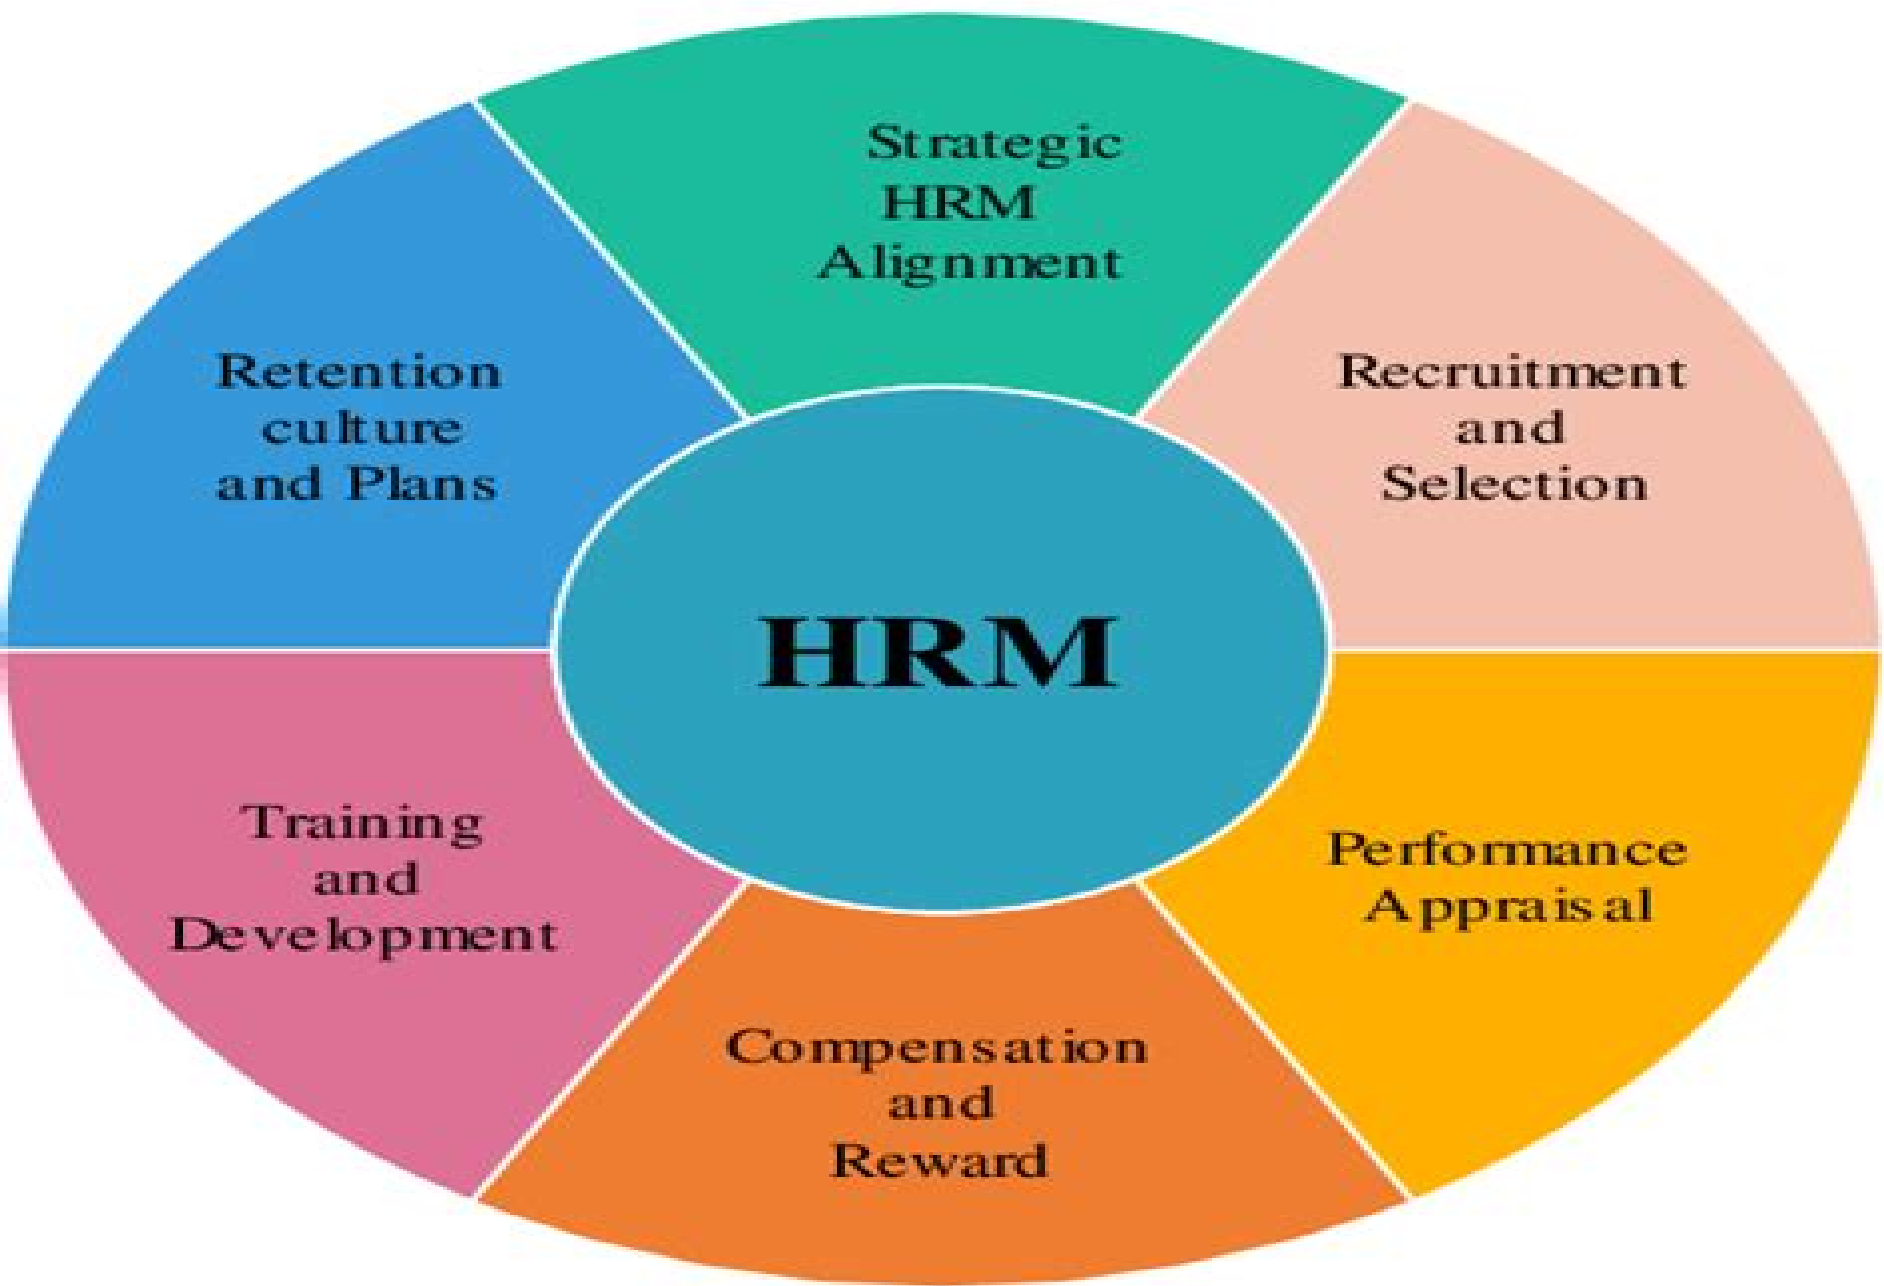 Strategic
HRM
Alignment
Recruitment
and
Selection
Performance
Appraisal
Compensation
and
Reward
Training
and
Development
Retention
culture
and Plans
HRM